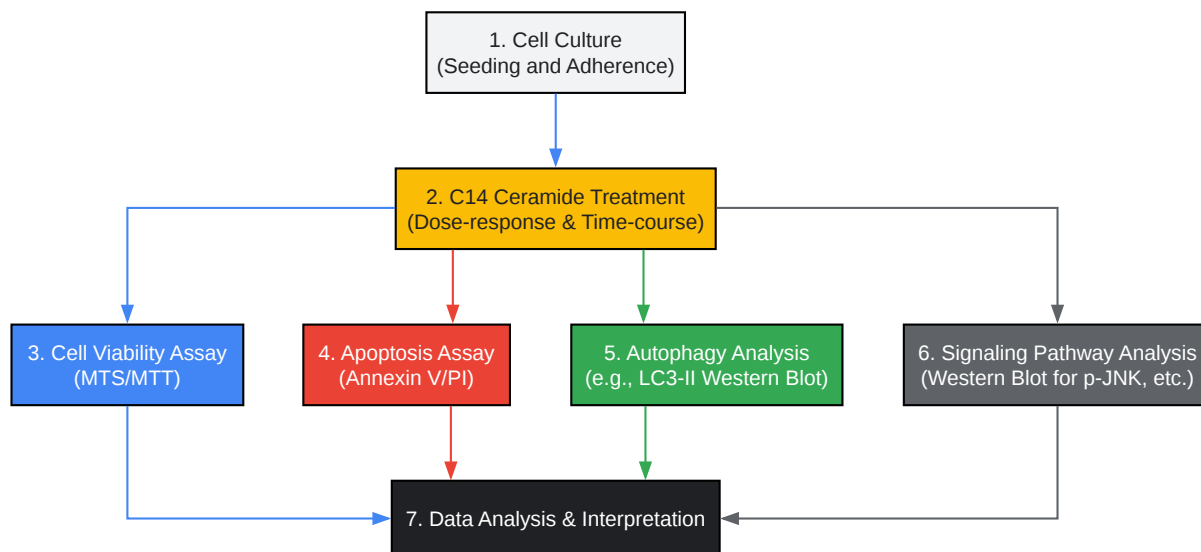 1. Cell Culture
(Seeding and Adherence)
2. C14 Ceramide Treatment
(Dose-response & Time-course)
3. Cell Viability Assay
(MTS/MTT)
4. Apoptosis Assay
(Annexin V/PI)
5. Autophagy Analysis
(e.g., LC3-II Western Blot)
6. Signaling Pathway Analysis
(Western Blot for p-JNK, etc.)
7. Data Analysis & Interpretation